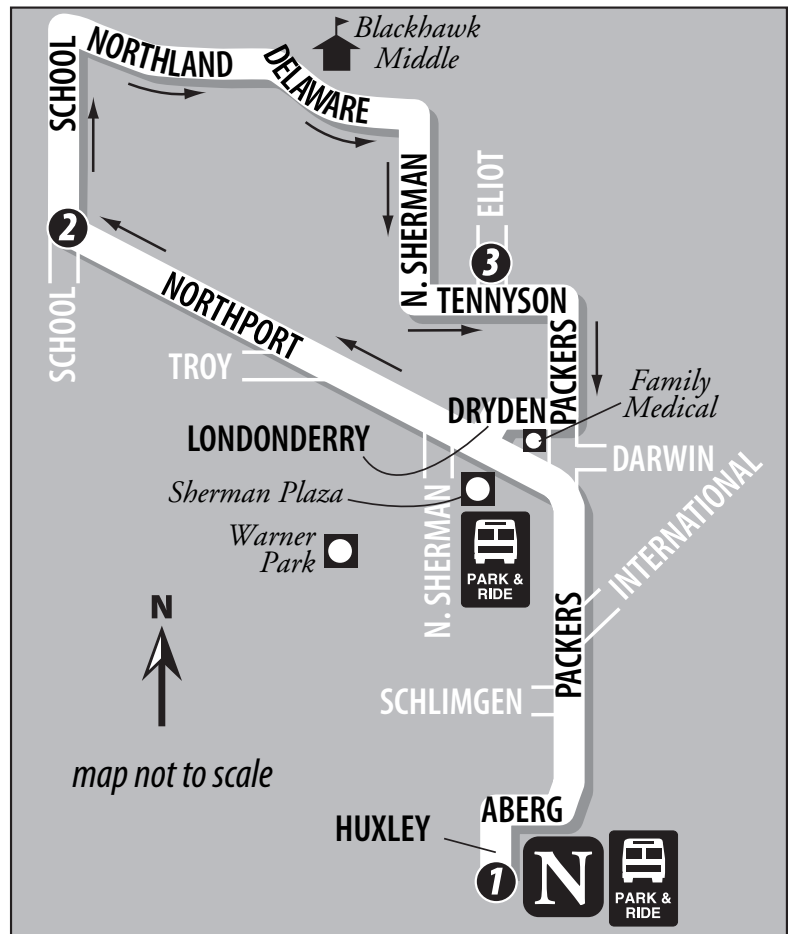 Blackhawk
Middle
NORTHLAND
DELAWARE
SCHOOL
N. SHERMAN
ELIOT
2
3
TENNYSON
NORTHPORT
SCHOOL
TROY
PACKERS
Family
Medical
DRYDEN
LONDONDERRY
DARWIN
Sherman Plaza
INTERNATIONAL
Warner
Park
N. SHERMAN
PARK &
RIDE
N
PACKERS
SCHLIMGEN
map not to scale
ABERG
HUXLEY
1
N
PARK &
RIDE